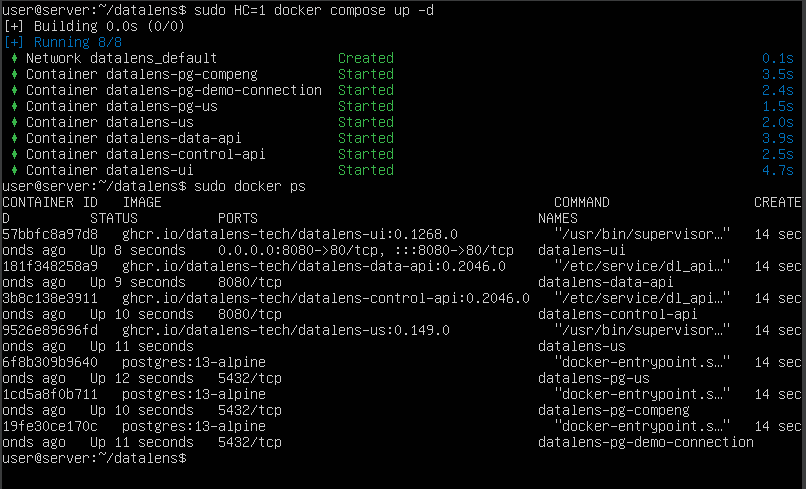 user@server:~/datalens$ sudo HC=1 docker compose up -d
[+] Building 0.0s (0/0)
[+] Running 8/8
♦ Network datalens_default Created 0.1s
♦ Container datalens-pg-compeng Started 3.5s
♦ Container datalens-pg-demo-connection Started 2.4s
♦ Container datalens-pg-us Started 1.5s
♦ Container datalens-us Started 2.0s
♦ Container datalens-data-api Started 3.9s
♦ Container datalens-control-api Started 2.5s
♦ Container datalens-ui Started 4.7s
user@server:~/datalens$ sudo docker ps
CONTAINER ID IMAGE COMMAND CREATE
D STATUS PORTS NAMES
57bbfc8a97d8 ghcr.io/datalens-tech/datalens-ui:0.1268.0 "/usr/bin/supervisor…" 14 sec
onds ago Up 8 seconds 0.0.0.0:8080->80/tcp, :::8080->80/tcp datalens-ui
181f348258a9 ghcr.io/datalens-tech/datalens-data-api:0.2046.0 "/etc/service/dl_api…" 14 sec
onds ago Up 9 seconds 8080/tcp datalens-data-api
3b8c138e3911 ghcr.io/datalens-tech/datalens-control-api:0.2046.0 "/etc/service/dl_api…" 14 sec
onds ago Up 10 seconds 8080/tcp datalens-control-api
9526e89696fd ghcr.io/datalens-tech/datalens-us:0.149.0 "/usr/bin/supervisor…" 14 sec
onds ago Up 11 seconds datalens-us
6f8b309b9640 postgres:13-alpine "docker-entrypoint.s…" 14 sec
onds ago Up 12 seconds 5432/tcp datalens-pg-us
1cd5a8f0b711 postgres:13-alpine "docker-entrypoint.s…" 14 sec
onds ago Up 10 seconds 5432/tcp datalens-pg-compeng
19fe30ce170c postgres:13-alpine "docker-entrypoint.s…" 14 sec
onds ago Up 11 seconds 5432/tcp datalens-pg-demo-connection
user@server:~/datalens$